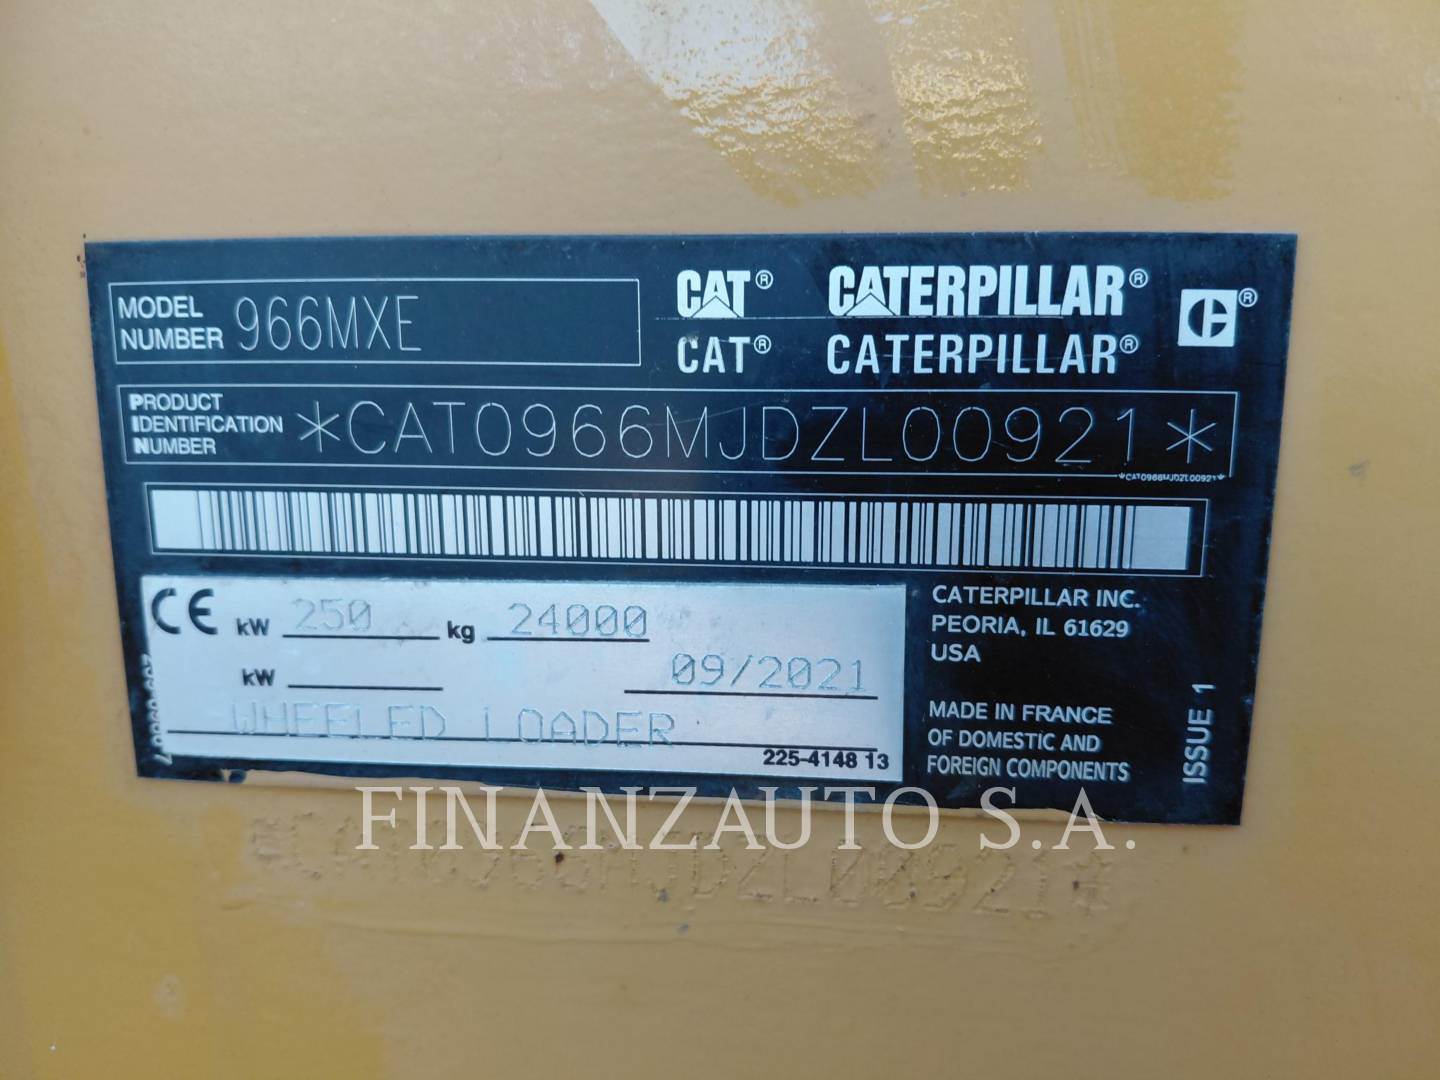 MODEL NUMBER 966MXE
CAT® CATERPILLAR®
CAT® CATERPILLAR®
PRODUCT IDENTIFICATION NUMBER *CAT0966MJDZL00921*
*CAT0966MJDZL00921*
CE kW 250 kg 24000
kW 09/2021
WHEELED LOADER
225-4148 13
CATERPILLAR INC.
PEORIA, IL 61629
USA
MADE IN FRANCE
OF DOMESTIC AND
FOREIGN COMPONENTS
ISSUE 1
FINANZAUTO S.A.
*CAT0966MJDZL00921*